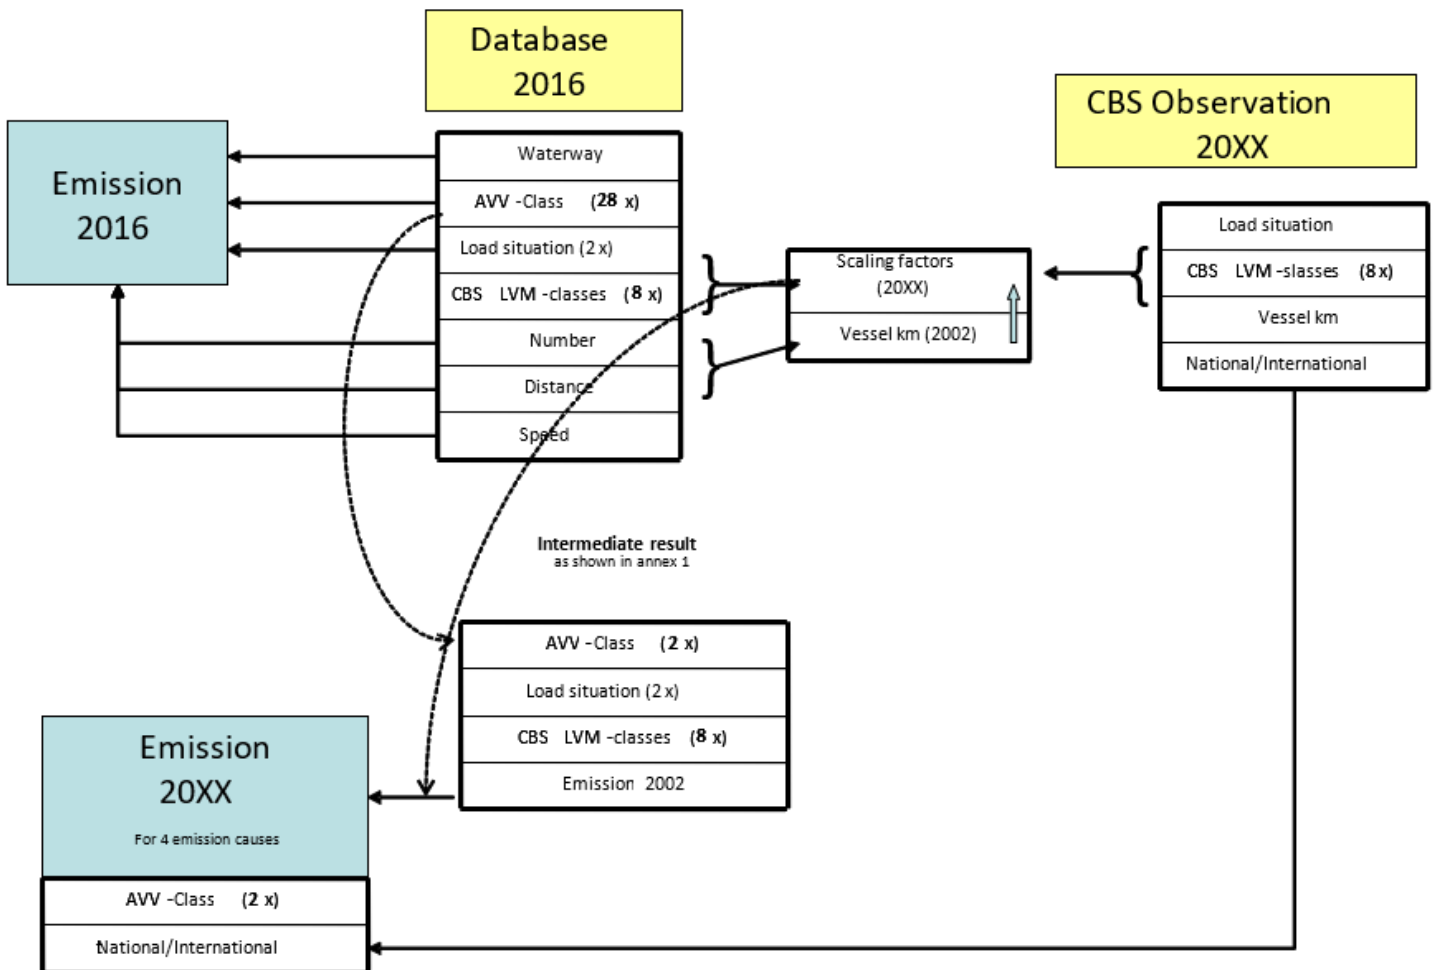 Database
2016
CBS Observation
20XX
Emission
2016
Waterway
AVV -Class (28 x)
Load situation (2 x)
CBS LVM -classes (8 x)
Number
Distance
Speed
Scaling factors
(20XX)
Vessel km (2002)
Load situation
CBS LVM -slasses (8 x)
Vessel km
National/International
Intermediate result
as shown in annex 1
AVV -Class (2 x)
Load situation (2 x)
CBS LVM -classes (8 x)
Emission 2002
Emission
20XX
For 4 emission causes
AVV -Class (2 x)
National/International